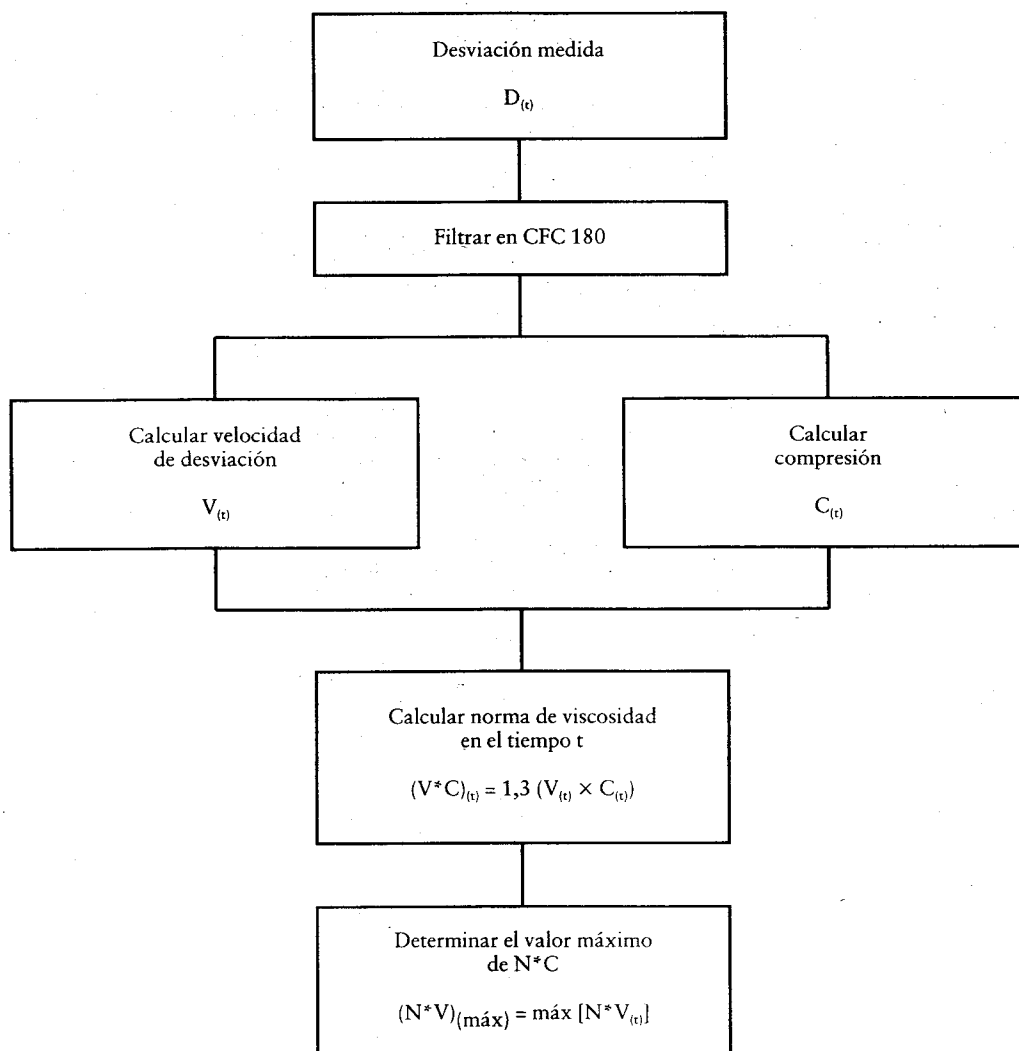 Desviación medida
D(t)
Filtrar en CFC 180
Calcular velocidad
de desviación
V(t)
Calcular
compresión
C(t)
Calcular norma de viscosidad
en el tiempo t
(V*C)(t) = 1,3 (V(t) × C(t))
Determinar el valor máximo
de N*C
(N*V)(máx) = máx [N*V(t)]